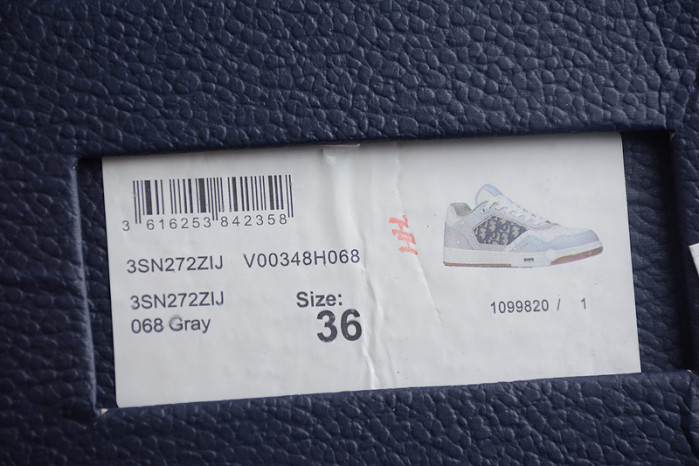 3 616253 842358
3SN272ZIJ V00348H068
3SN272ZIJ
068 Gray
Size:
36
1099820 / 1